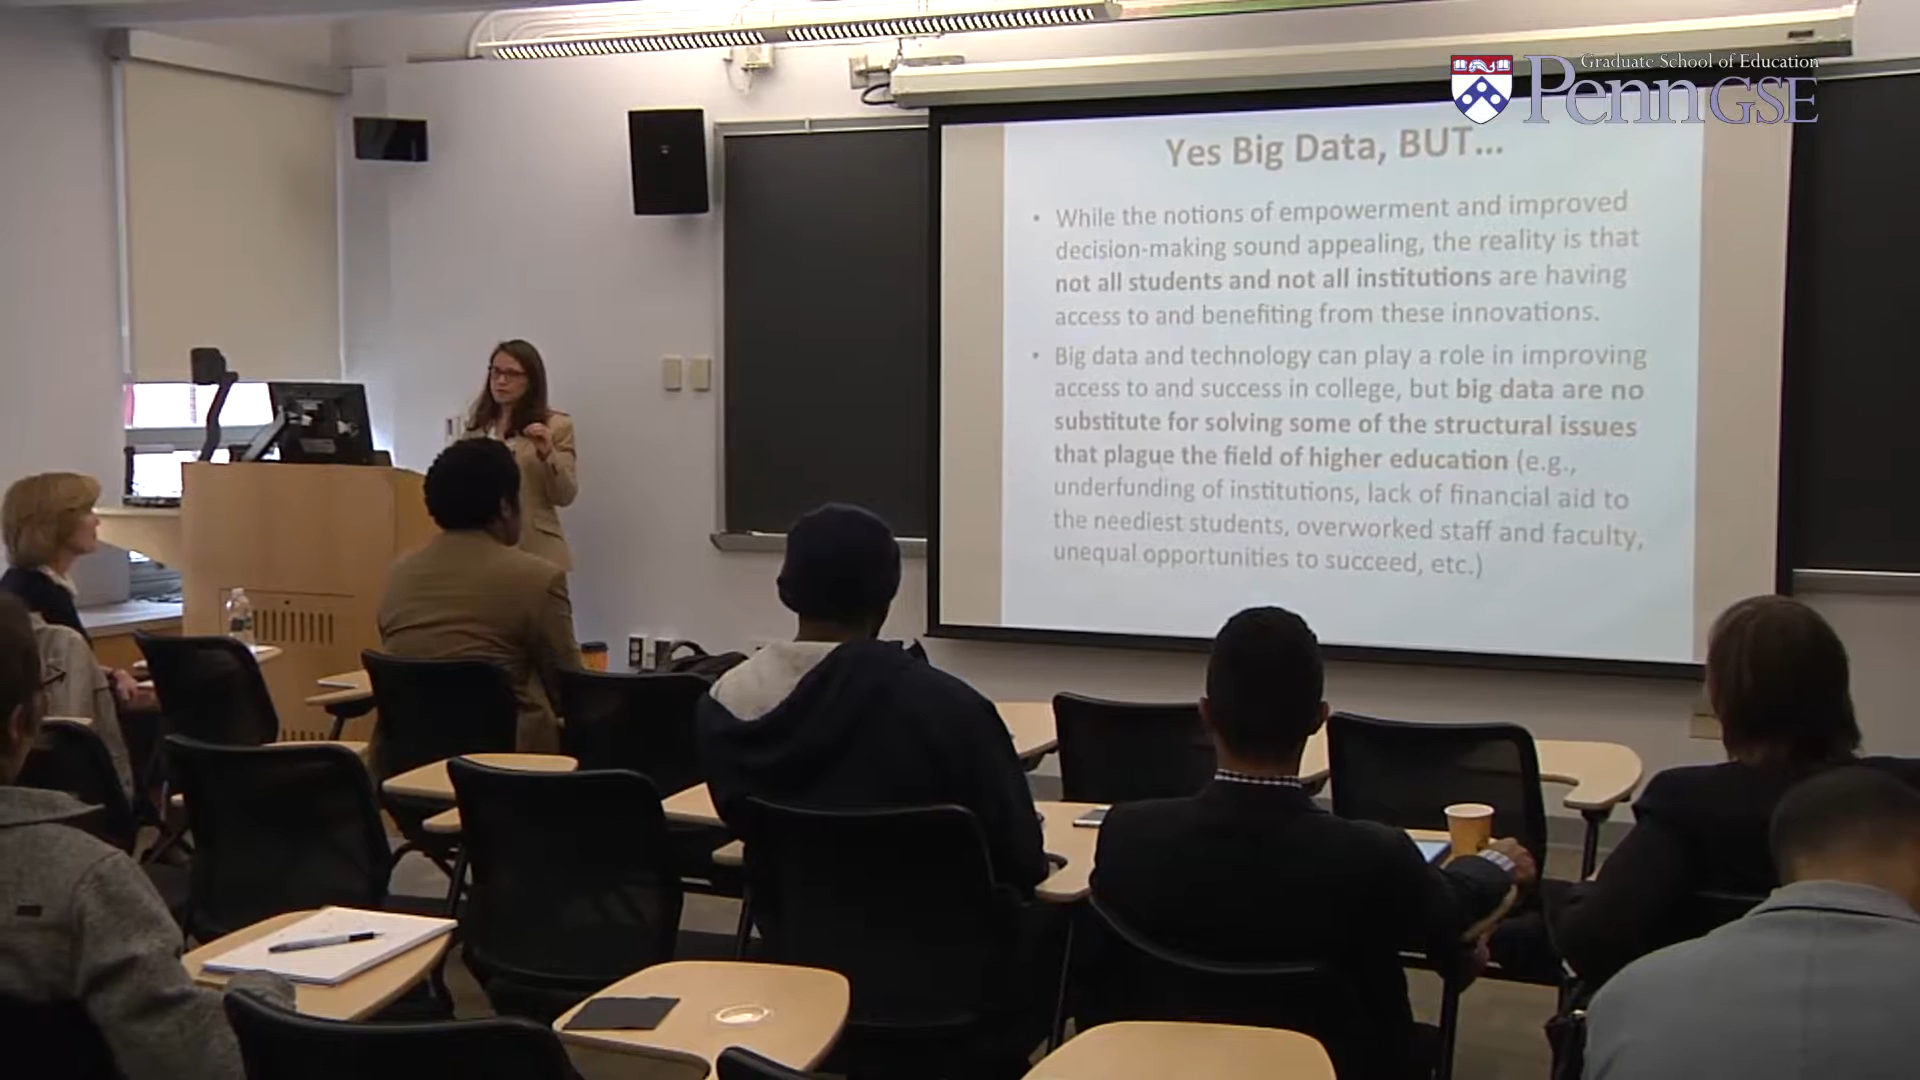 Graduate School of Education
PennGSE
Yes Big Data, BUT...
• While the notions of empowerment and improved
decision-making sound appealing, the reality is that
not all students and not all institutions are having
access to and benefiting from these innovations.
• Big data and technology can play a role in improving
access to and success in college, but big data are no
substitute for solving some of the structural issues
that plague the field of higher education (e.g.,
underfunding of institutions, lack of financial aid to
the neediest students, overworked staff and faculty,
unequal opportunities to succeed, etc.)